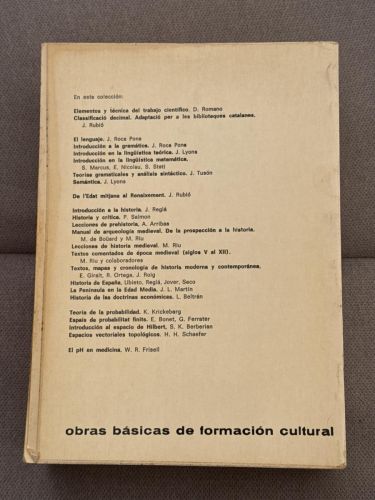 En esta colección:
Elementos y técnica del trabajo científico. D. Romano
Classificació decimal. Adaptació per a les biblioteques catalanes.
J. Rubió
El lenguaje. J. Roca Pons
Introducción a la gramática. J. Roca Pons
Introducción en la lingüística teórica. J. Lyons
Introducción en la lingüística matemática.
S. Marcus, E. Nicolau, S. Stati
Teorías gramaticales y análisis sintáctico. J. Tusón
Semántica. J. Lyons
De l'Edat mitjana al Renaixement. J. Rubió
Introducción a la historia. J. Reglá
Historia y crítica. P. Salmon
Lecciones de prehistoria. A. Arribas
Manual de arqueología medieval. De la prospección a la historia.
M. de Boüard y M. Riu
Lecciones de historia medieval. M. Riu
Textos comentados de época medieval (siglos V al XII).
M. Riu y colaboradores
Textos, mapas y cronología de historia moderna y contemporánea.
E. Giralt, R. Ortega, J. Roig
Historia de España. Ubieto, Reglá, Jover, Seco
La Península en la Edad Media. J. L. Martín
Historia de las doctrinas económicas. L. Beltrán
Teoría de la probabilidad. K. Krickeberg
Espais de probabilitat finits. E. Bonet, G. Ferrater
Introducción al espacio de Hilbert. S. K. Berberian
Espacios vectoriales topológicos. H. H. Schaefer
El pH en medicina. W. R. Frisell
obras básicas de formación cultural